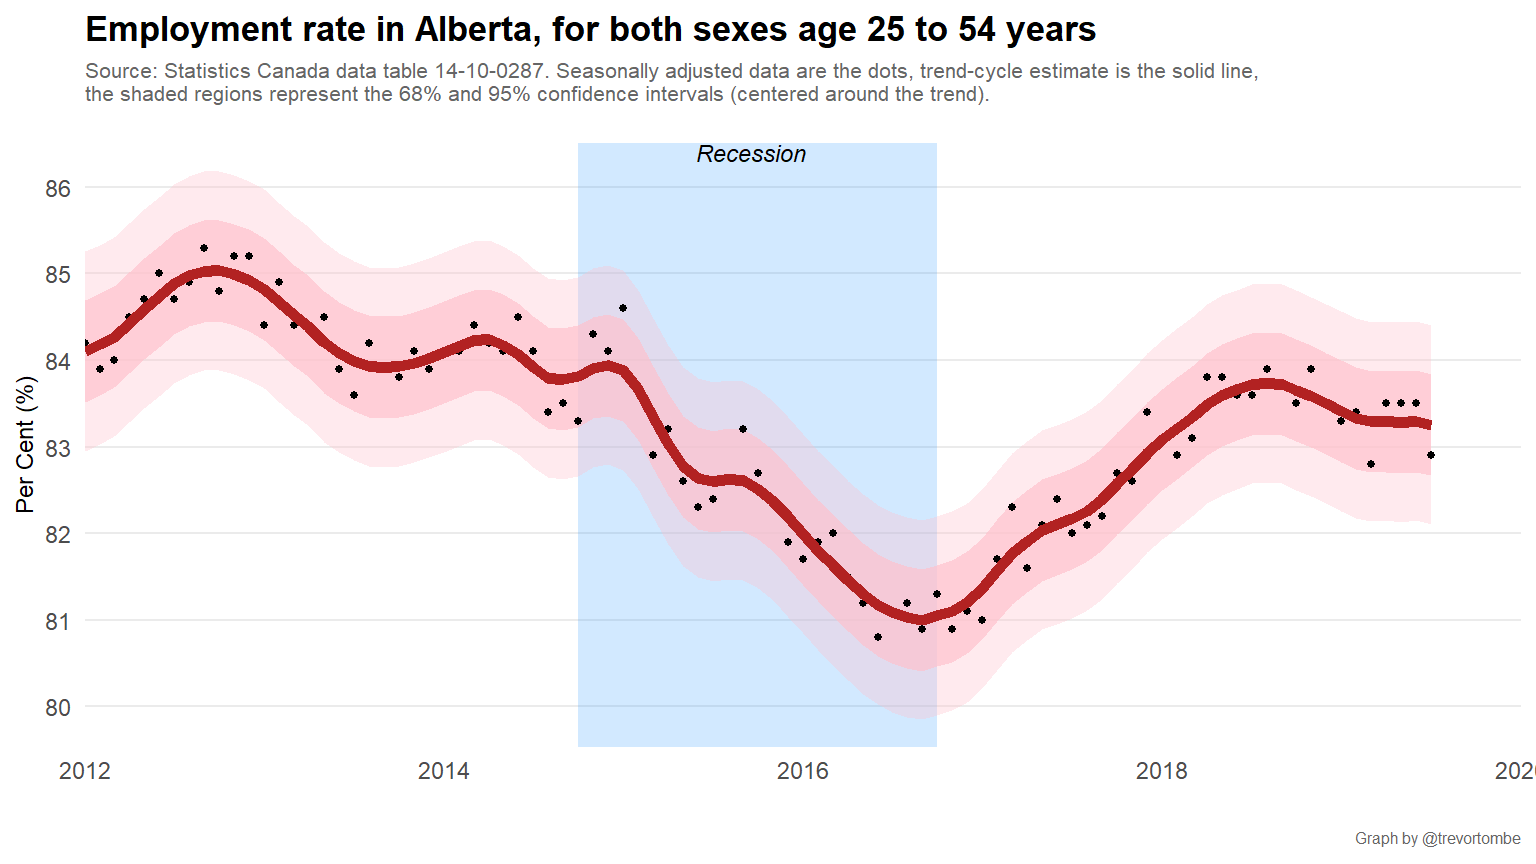 Employment rate in Alberta, for both sexes age 25 to 54 years
Source: Statistics Canada data table 14-10-0287. Seasonally adjusted data are the dots, trend-cycle estimate is the solid line,
the shaded regions represent the 68% and 95% confidence intervals (centered around the trend).
Recession
86
85
84
83
82
81
80
Per Cent (%)
2012
2014
2016
2018
2020
Graph by @trevortombe